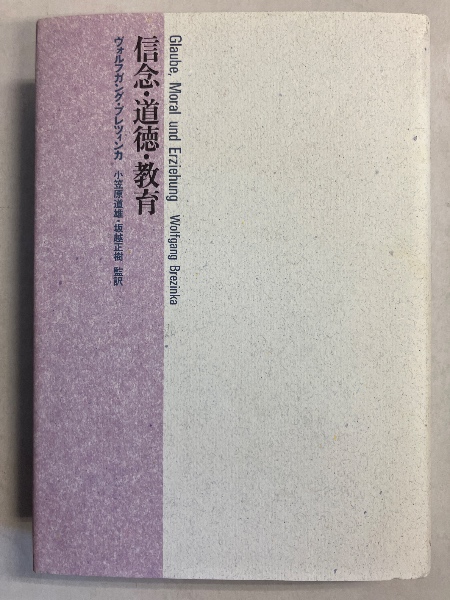 Glaube, Moral und Erziehung Wolfgang Brezinka
信念・道徳・教育
ヴォルフガング・ブレツィンカ 小笠原道雄・坂越正樹 監訳